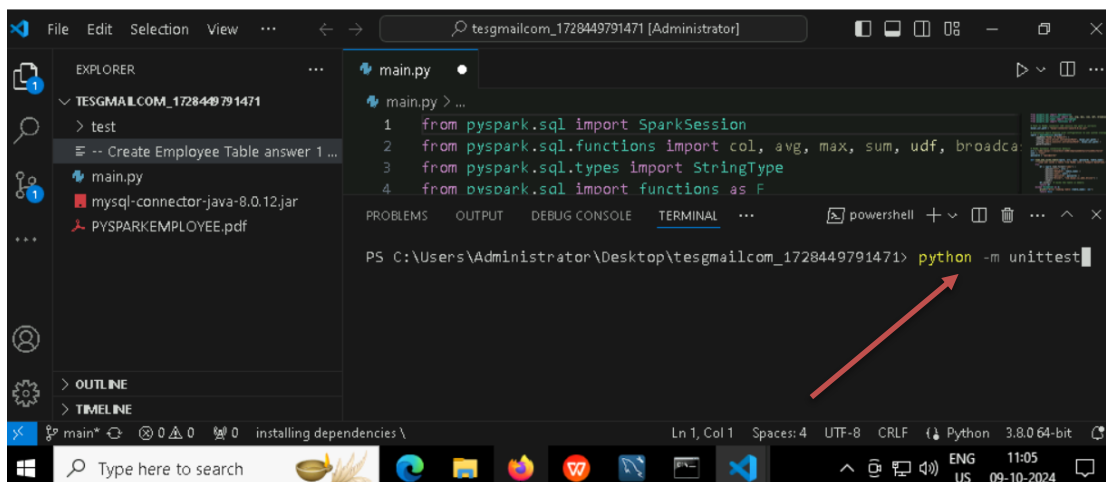 File Edit Selection View ··· tesgmailcom_1728449791471 [Administrator]
EXPLORER ···
TESGMAILCOM_1728449791471
test
-- Create Employee Table answer 1 ...
main.py
mysql-connector-java-8.0.12.jar
PYSPARKEMPLOYEE.pdf
OUTLINE
TIMELINE
1
1
main.py
main.py > ...
1 from pyspark.sql import SparkSession
2 from pyspark.sql.functions import col, avg, max, sum, udf, broadca
3 from pyspark.sql.types import StringType
4 from pyspark.sql import functions as F
PROBLEMS OUTPUT DEBUG CONSOLE TERMINAL ··· powershell
PS C:\Users\Administrator\Desktop\tesgmailcom_1728449791471> python -m unittest
main* 0 0 0 installing dependencies \ Ln 1, Col 1 Spaces: 4 UTF-8 CRLF Python 3.8.0 64-bit
Type here to search ENG 11:05
US 09-10-2024